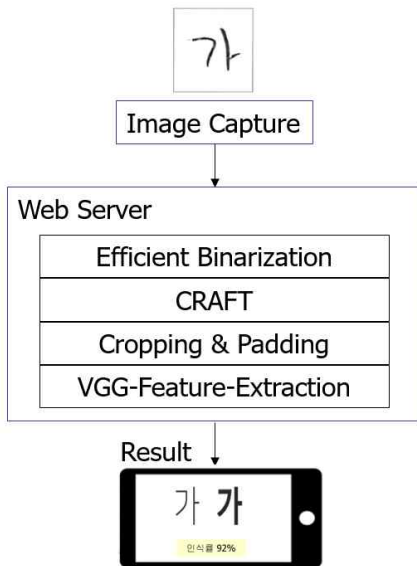 가
Image Capture
Web Server
Efficient Binarization
CRAFT
Cropping & Padding
VGG-Feature-Extraction
Result
가 가
인식률 92%